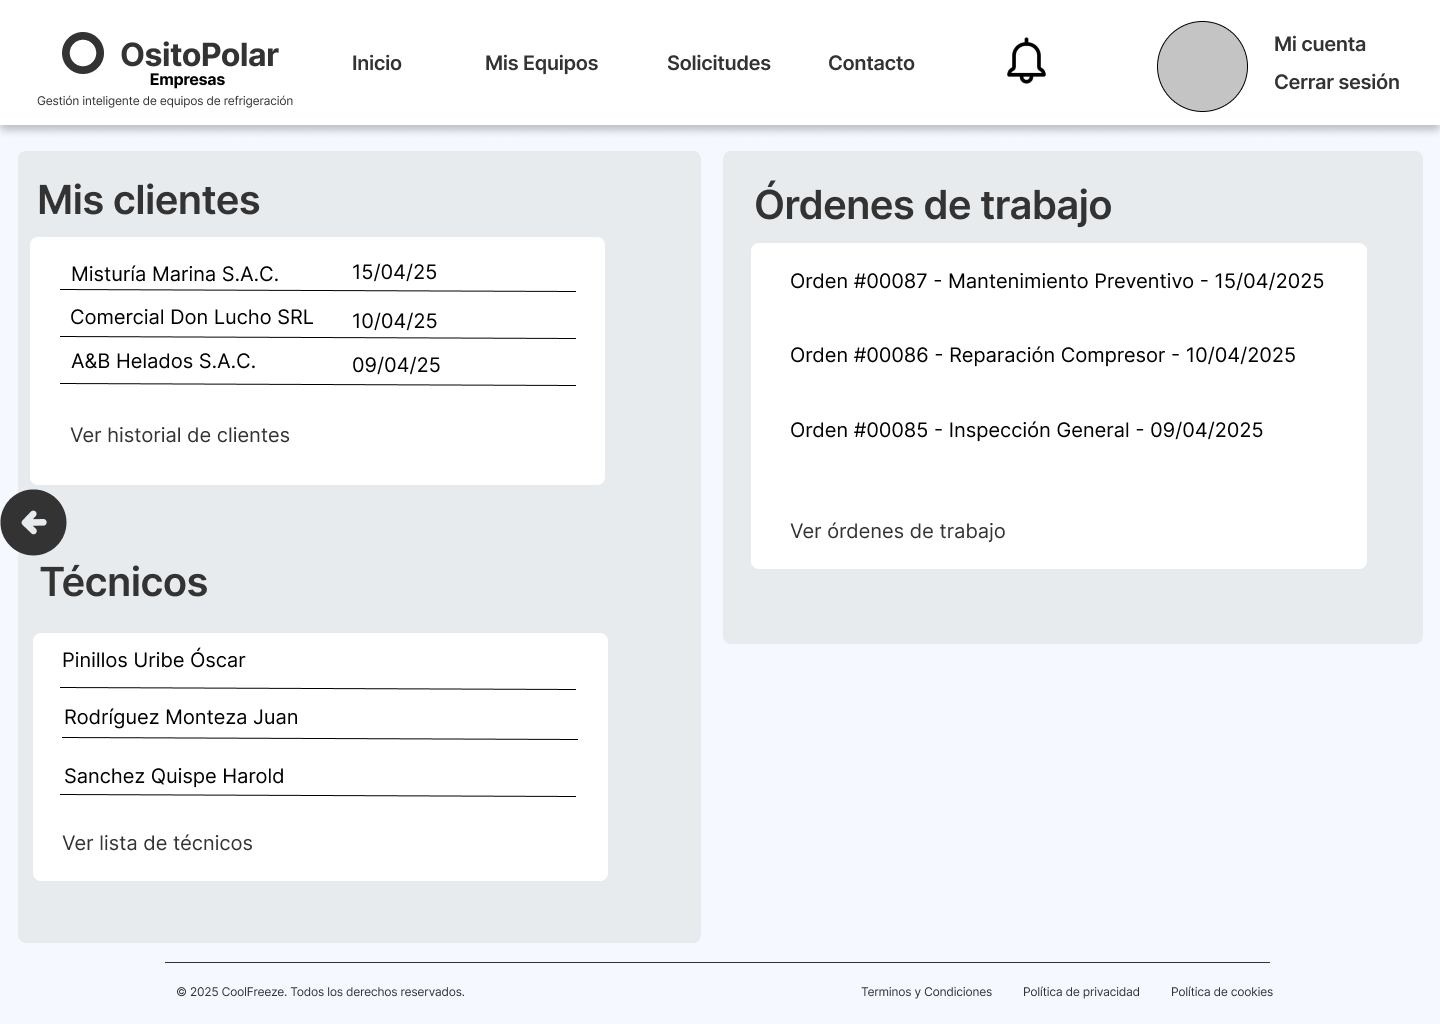 OsitoPolar
Empresas
Gestión inteligente de equipos de refrigeración
Inicio
Mis Equipos
Solicitudes
Contacto
Mi cuenta
Cerrar sesión
Mis clientes
Misturía Marina S.A.C. 15/04/25
Comercial Don Lucho SRL 10/04/25
A&B Helados S.A.C. 09/04/25
Ver historial de clientes
Técnicos
Pinillos Uribe Óscar
Rodríguez Monteza Juan
Sanchez Quispe Harold
Ver lista de técnicos
Órdenes de trabajo
Orden #00087 - Mantenimiento Preventivo - 15/04/2025
Orden #00086 - Reparación Compresor - 10/04/2025
Orden #00085 - Inspección General - 09/04/2025
Ver órdenes de trabajo
© 2025 CoolFreeze. Todos los derechos reservados.
Terminos y Condiciones
Política de privacidad
Política de cookies